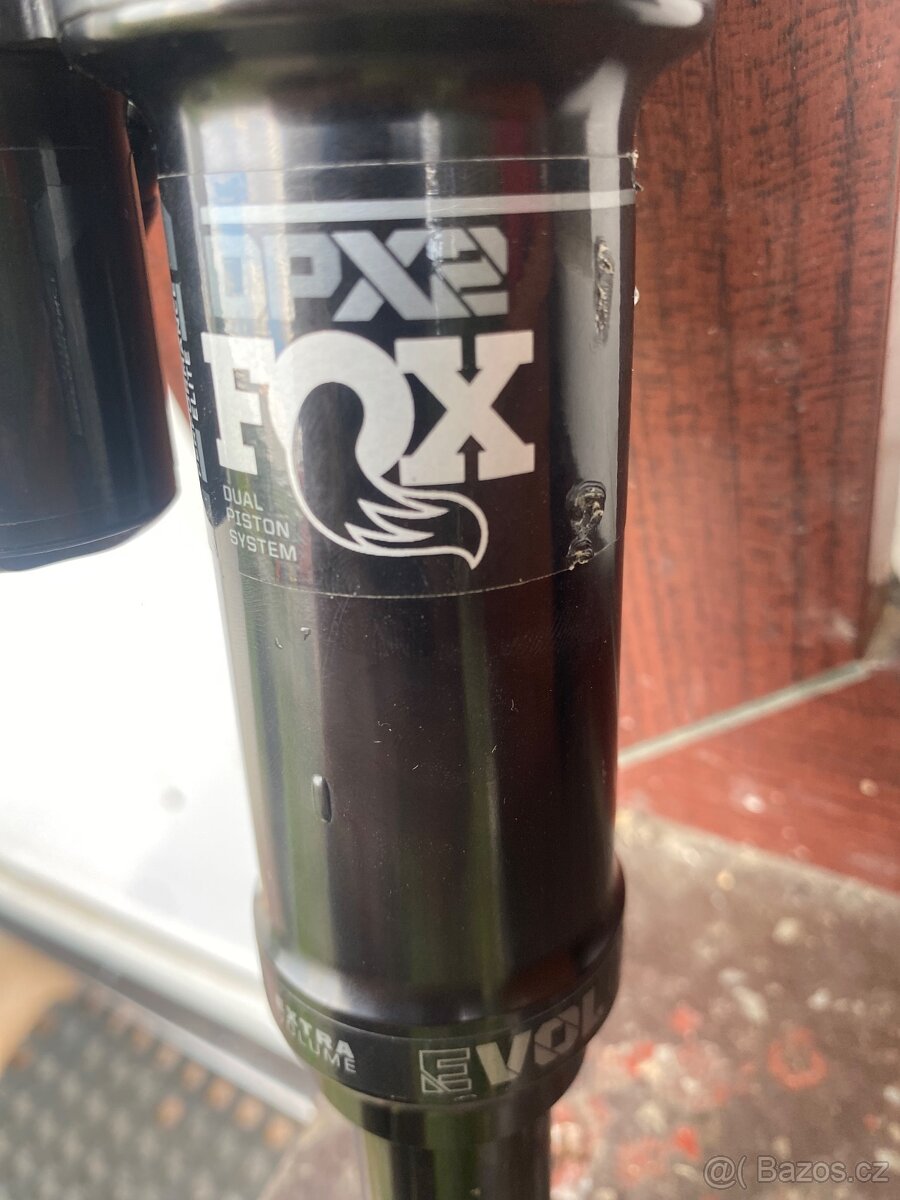 DPX2
FOX
DUAL
PISTON
SYSTEM
EXTRA
VOLUME
EVOL
@( Bazos.cz